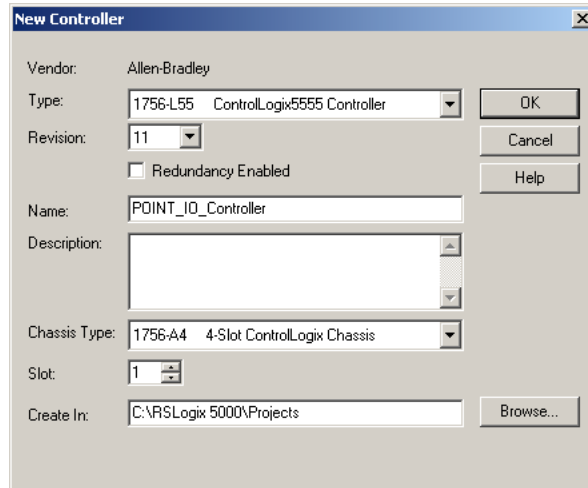 New Controller
Vendor: Allen-Bradley
Type: 1756-L55 ControlLogix5555 Controller OK
Revision: 11 Cancel
Redundancy Enabled Help
Name: POINT_IO_Controller
Description:
Chassis Type: 1756-A4 4-Slot ControlLogix Chassis
Slot: 1
Create In: C:\RSLogix 5000\Projects Browse...